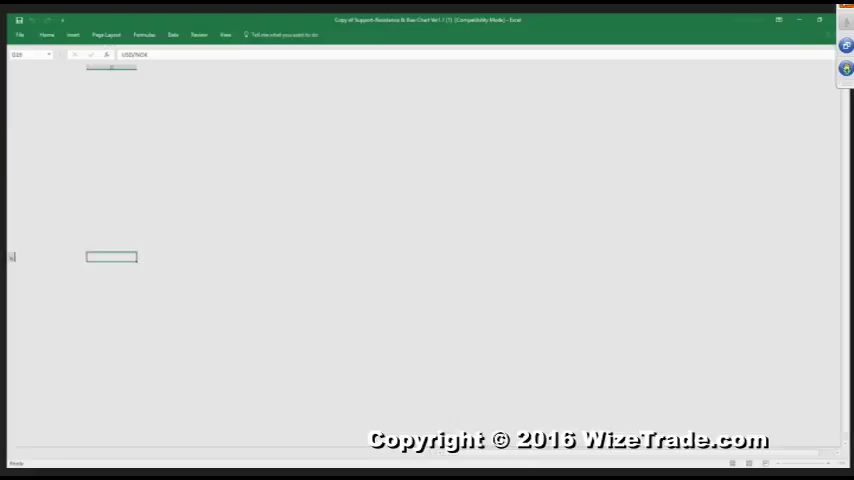 Copy of Support-Resistance & Bias-Chart Ver1.1 (1) [Compatibility Mode] - Excel
File Home Insert Page Layout Formulas Data Review View Tell me what you want to do
USD/NOK
Copyright © 2016 WizeTrade.com
Ready